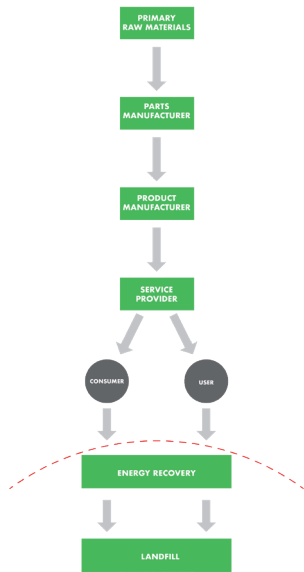 PRIMARY
RAW MATERIALS
PARTS
MANUFACTURER
PRODUCT
MANUFACTURER
SERVICE
PROVIDER
CONSUMER
USER
ENERGY RECOVERY
LANDFILL